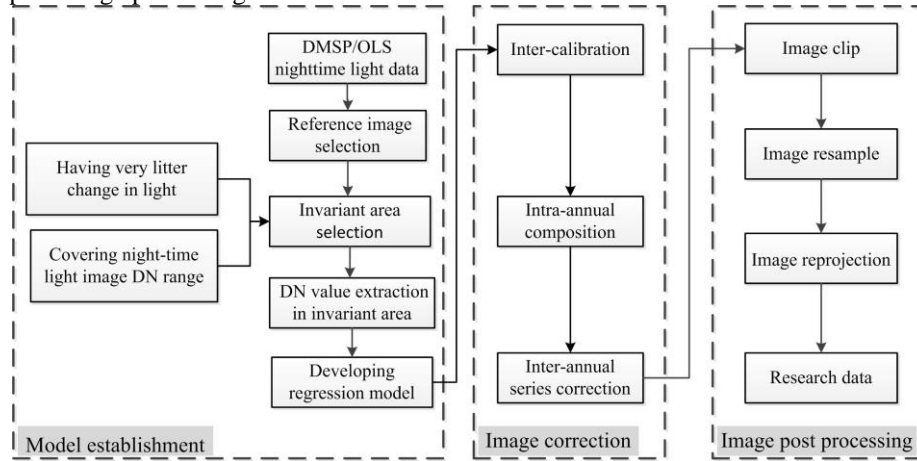 DMSP/OLS
nighttime light data
Reference image
selection
Having very litter
change in light
Invariant area
selection
Covering night-time
light image DN range
DN value extraction
in invariant area
Developing
regression model
Model establishment
Inter-calibration
Intra-annual
composition
Inter-annual
series correction
Image correction
Image clip
Image resample
Image reprojection
Research data
Image post processing